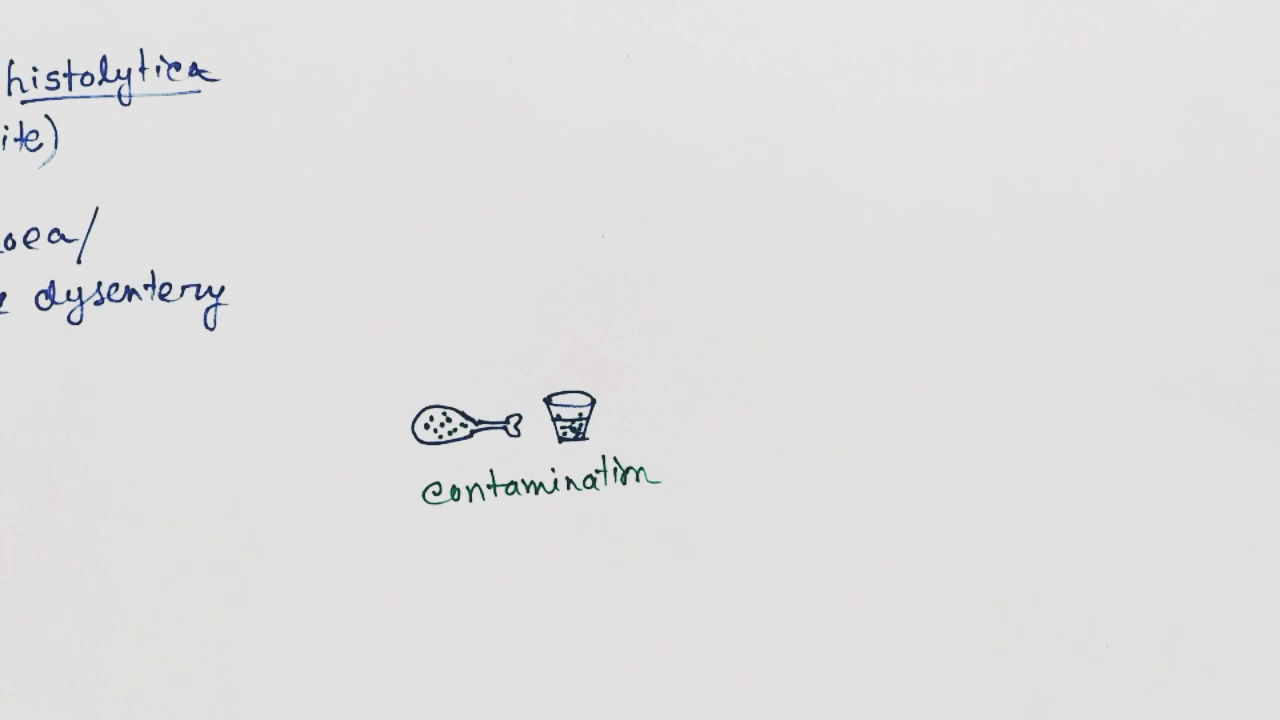 histolytica
ite)
oea/
dysentery
contamination